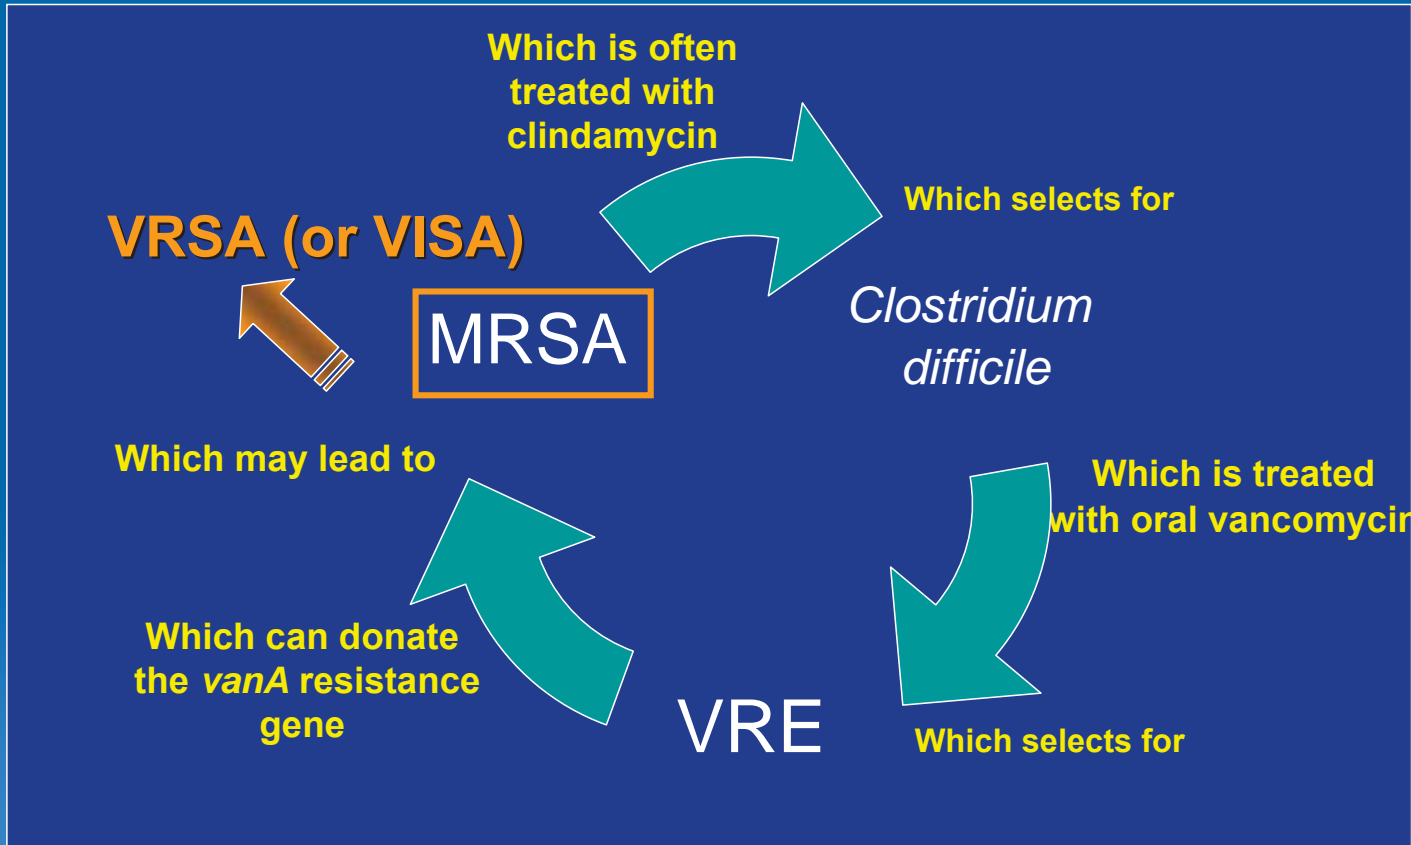 Which is often
treated with
clindamycin
Which selects for
VRSA (or VISA)
MRSA
Clostridium
difficile
Which may lead to
Which is treated
with oral vancomycin
Which can donate
the vanA resistance
gene
VRE
Which selects for